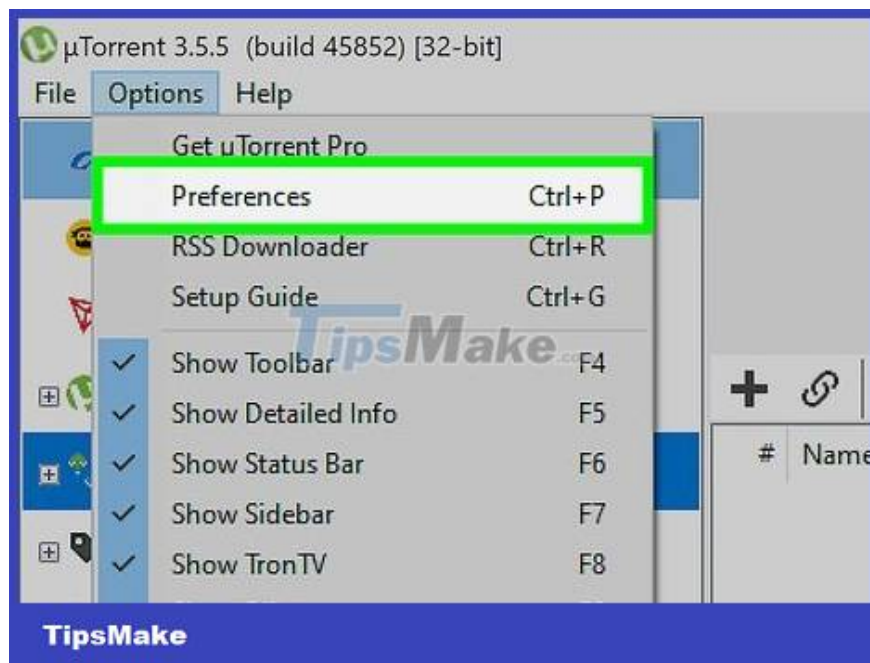 µTorrent 3.5.5 (build 45852) [32-bit]
File Options Help
Get µTorrent Pro
Preferences Ctrl+P
RSS Downloader Ctrl+R
Setup Guide Ctrl+G
TipsMake.com
Show Toolbar F4
Show Detailed Info F5
Show Status Bar F6
Show Sidebar F7
Show TronTV F8
# Name
TipsMake